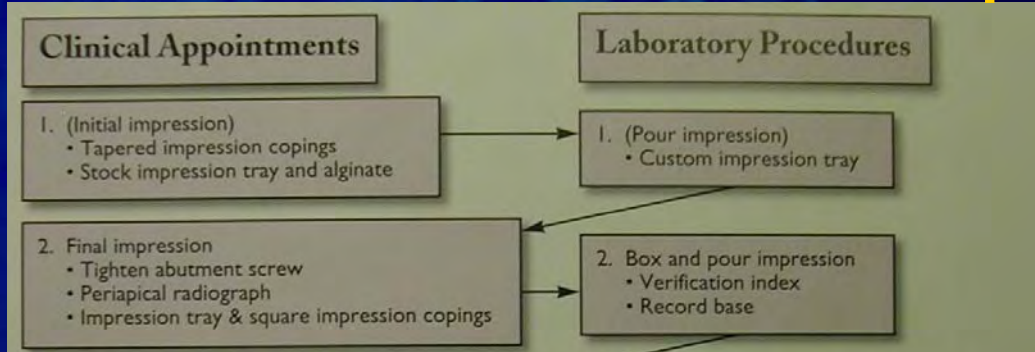 Clinical Appointments
Laboratory Procedures
1. (Initial impression)
• Tapered impression copings
• Stock impression tray and alginate
1. (Pour impression)
• Custom impression tray
2. Final impression
• Tighten abutment screw
• Periapical radiograph
• Impression tray & square impression copings
2. Box and pour impression
• Verification index
• Record base